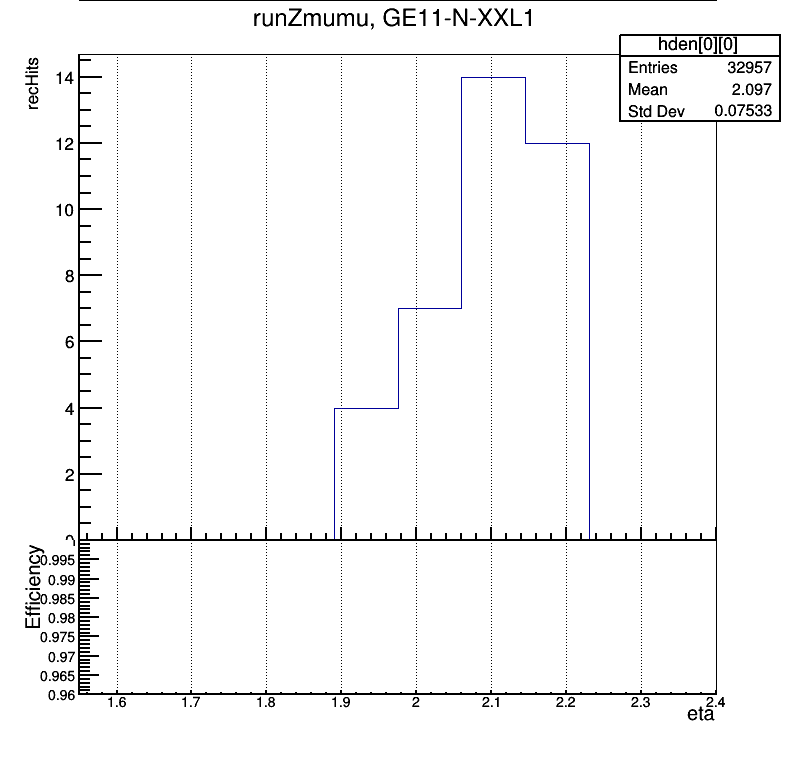 runZmumu, GE11-N-XXL1
hden[0][0]
Entries 32957
Mean 2.097
Std Dev 0.07533
recHits
14
12
10
8
6
4
2
0
Efficiency
0.995
0.99
0.985
0.98
0.975
0.97
0.965
0.96
1.6 1.7 1.8 1.9 2 2.1 2.2 2.3 2.4
eta